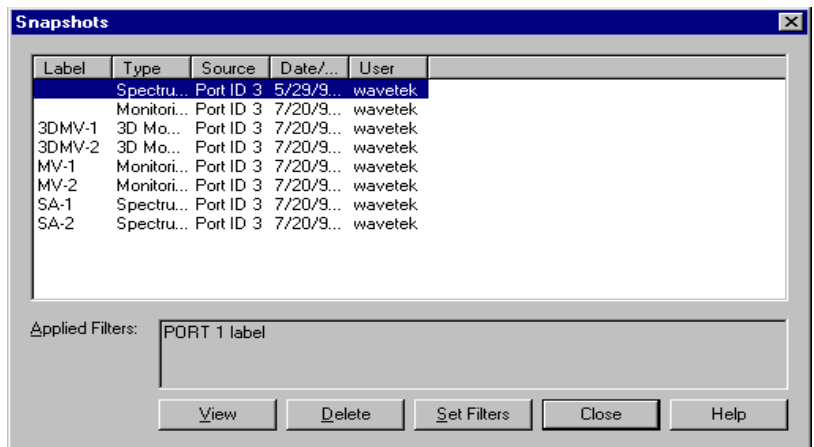 Snapshots
Label Type Source Date/... User
Spectru... Port ID 3 5/29/9... wavetek
Monitori... Port ID 3 7/20/9... wavetek
3DMV-1 3D Mo... Port ID 3 7/20/9... wavetek
3DMV-2 3D Mo... Port ID 3 7/20/9... wavetek
MV-1 Monitori... Port ID 3 7/20/9... wavetek
MV-2 Monitori... Port ID 3 7/20/9... wavetek
SA-1 Spectru... Port ID 3 7/20/9... wavetek
SA-2 Spectru... Port ID 3 7/20/9... wavetek
Applied Filters: PORT 1 label
View Delete Set Filters Close Help